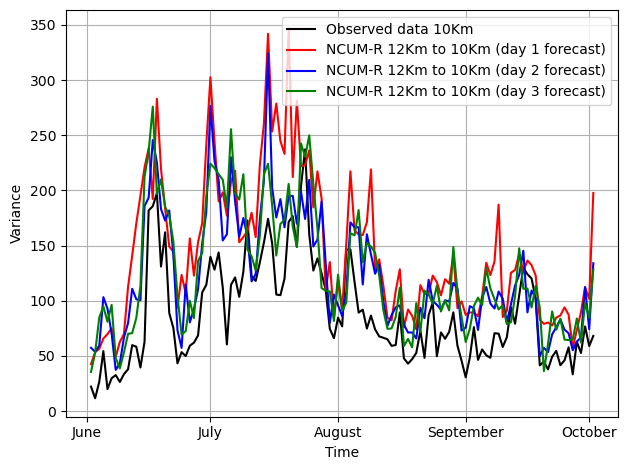 Observed data 10Km
NCUM-R 12Km to 10Km (day 1 forecast)
NCUM-R 12Km to 10Km (day 2 forecast)
NCUM-R 12Km to 10Km (day 3 forecast)
350
300
250
200
150
100
50
0
Variance
June July August September October
Time